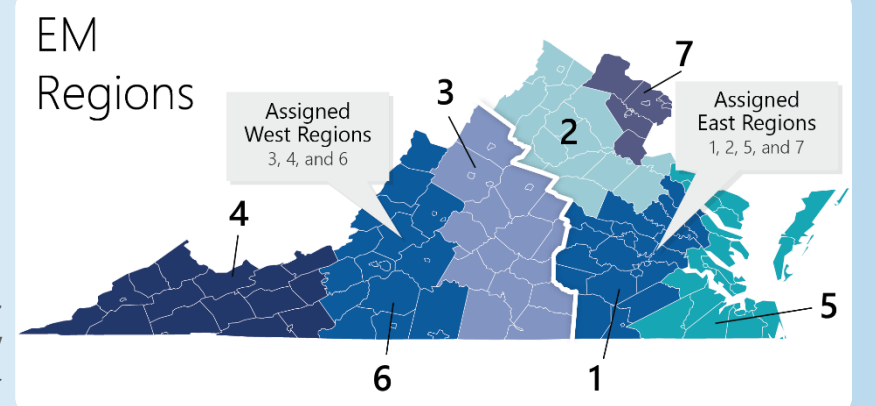 EM
Regions
7
3
Assigned
West Regions
3, 4, and 6
Assigned
East Regions
1, 2, 5, and 7
2
4
5
6
1